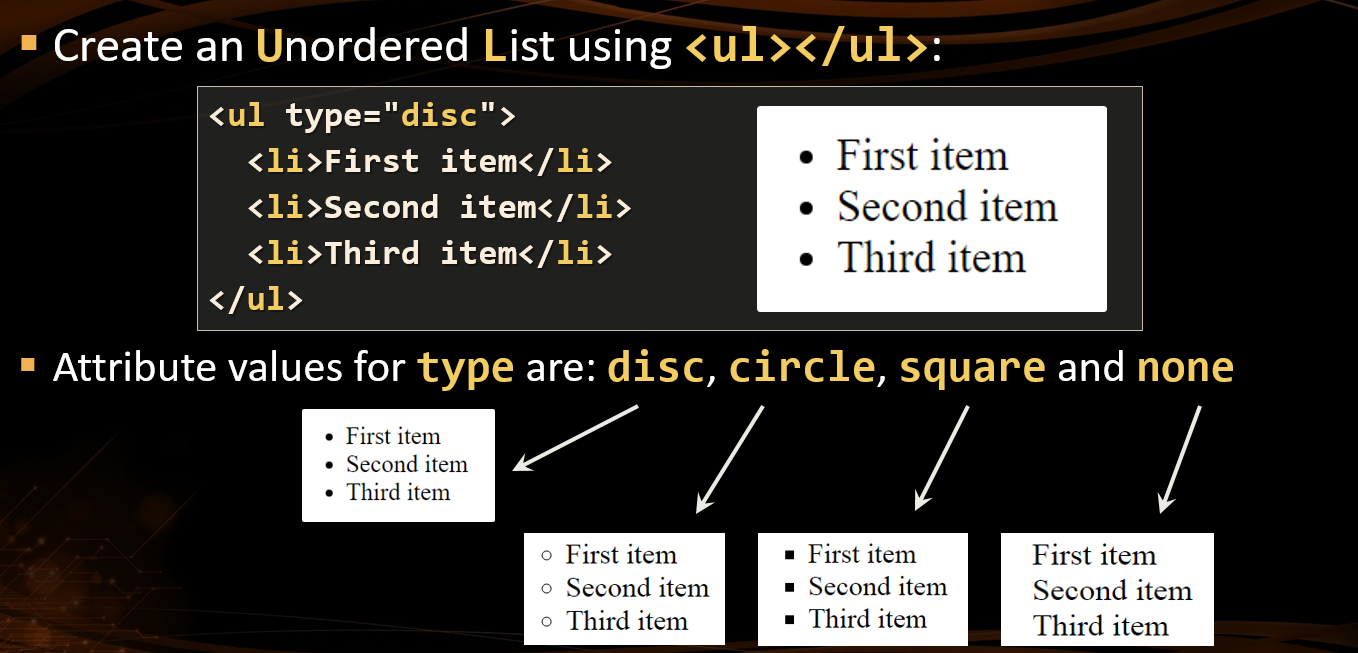 Create an Unordered List using <ul></ul>:
<ul type="disc">
<li>First item</li>
<li>Second item</li>
<li>Third item</li>
</ul>
First item
Second item
Third item
Attribute values for type are: disc, circle, square and none
First item
Second item
Third item
First item
Second item
Third item
First item
Second item
Third item
First item
Second item
Third item